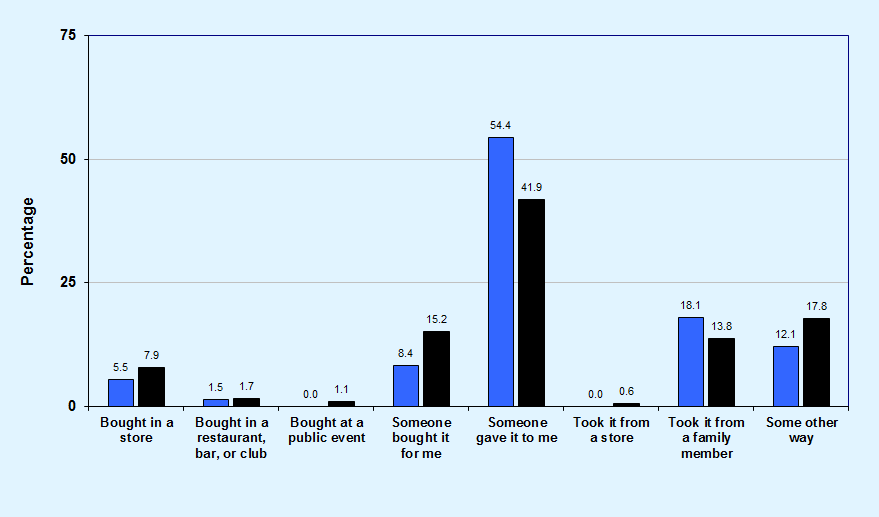 75
50
25
0
Percentage
5.5
7.9
1.5
1.7
0.0
1.1
8.4
15.2
54.4
41.9
0.0
0.6
18.1
13.8
12.1
17.8
Bought in a
store
Bought in a
restaurant,
bar, or club
Bought at a
public event
Someone
bought it
for me
Someone
gave it to me
Took it from
a store
Took it from
a family
member
Some other
way